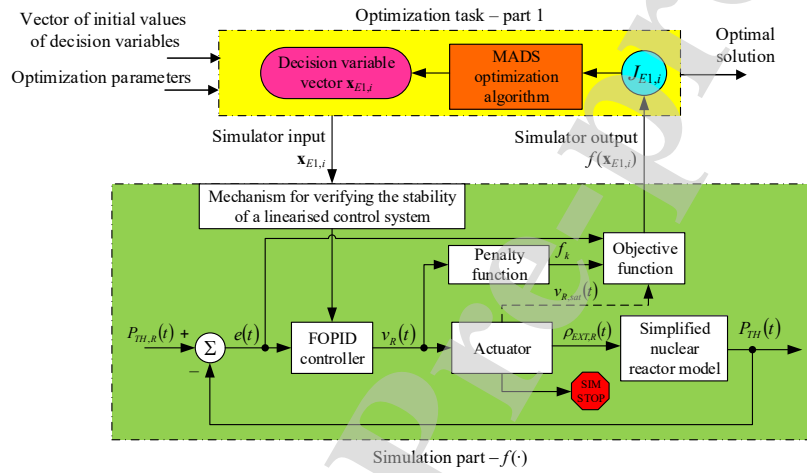 Optimization task – part 1
Vector of initial values
of decision variables
Optimization parameters
Decision variable
vector x_{E1,i}
MADS
optimization
algorithm
J_{E1,i}
Optimal
solution
Simulator input
x_{E1,i}
Simulator output
f(x_{E1,i})
Mechanism for verifying the stability
of a linearised control system
Penalty
function
f_k
Objective
function
v_{R,sat}(t)
P_{TH,R}(t) +
Σ
−
e(t)
FOPID
controller
v_R(t)
Actuator
ρ_{EXT,R}(t)
Simplified
nuclear
reactor model
P_{TH}(t)
SIM
STOP
Simulation part – f(·)